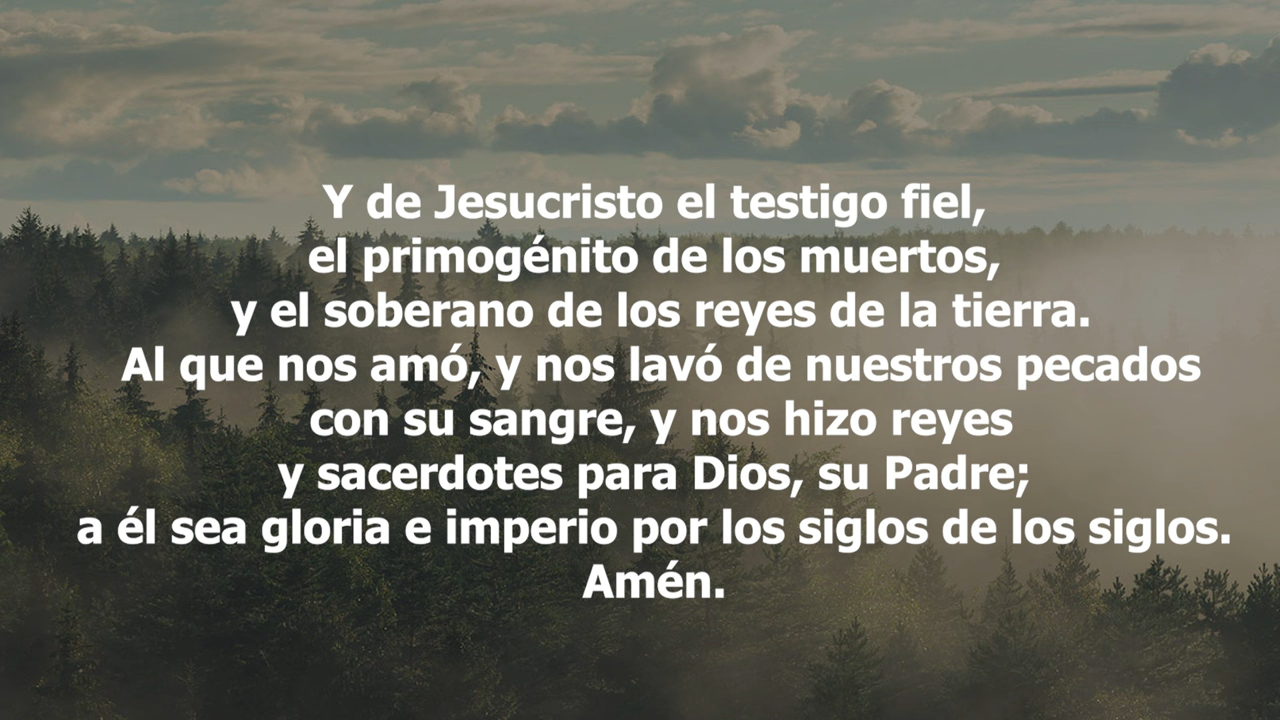 Y de Jesucristo el testigo fiel,
el primogénito de los muertos,
y el soberano de los reyes de la tierra.
Al que nos amó, y nos lavó de nuestros pecados
con su sangre, y nos hizo reyes
y sacerdotes para Dios, su Padre;
a él sea gloria e imperio por los siglos de los siglos.
Amén.